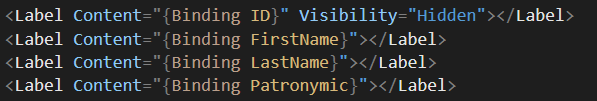 <Label Content="{Binding ID}" Visibility="Hidden"></Label>
<Label Content="{Binding FirstName}"></Label>
<Label Content="{Binding LastName}"></Label>
<Label Content="{Binding Patronymic}"></Label>